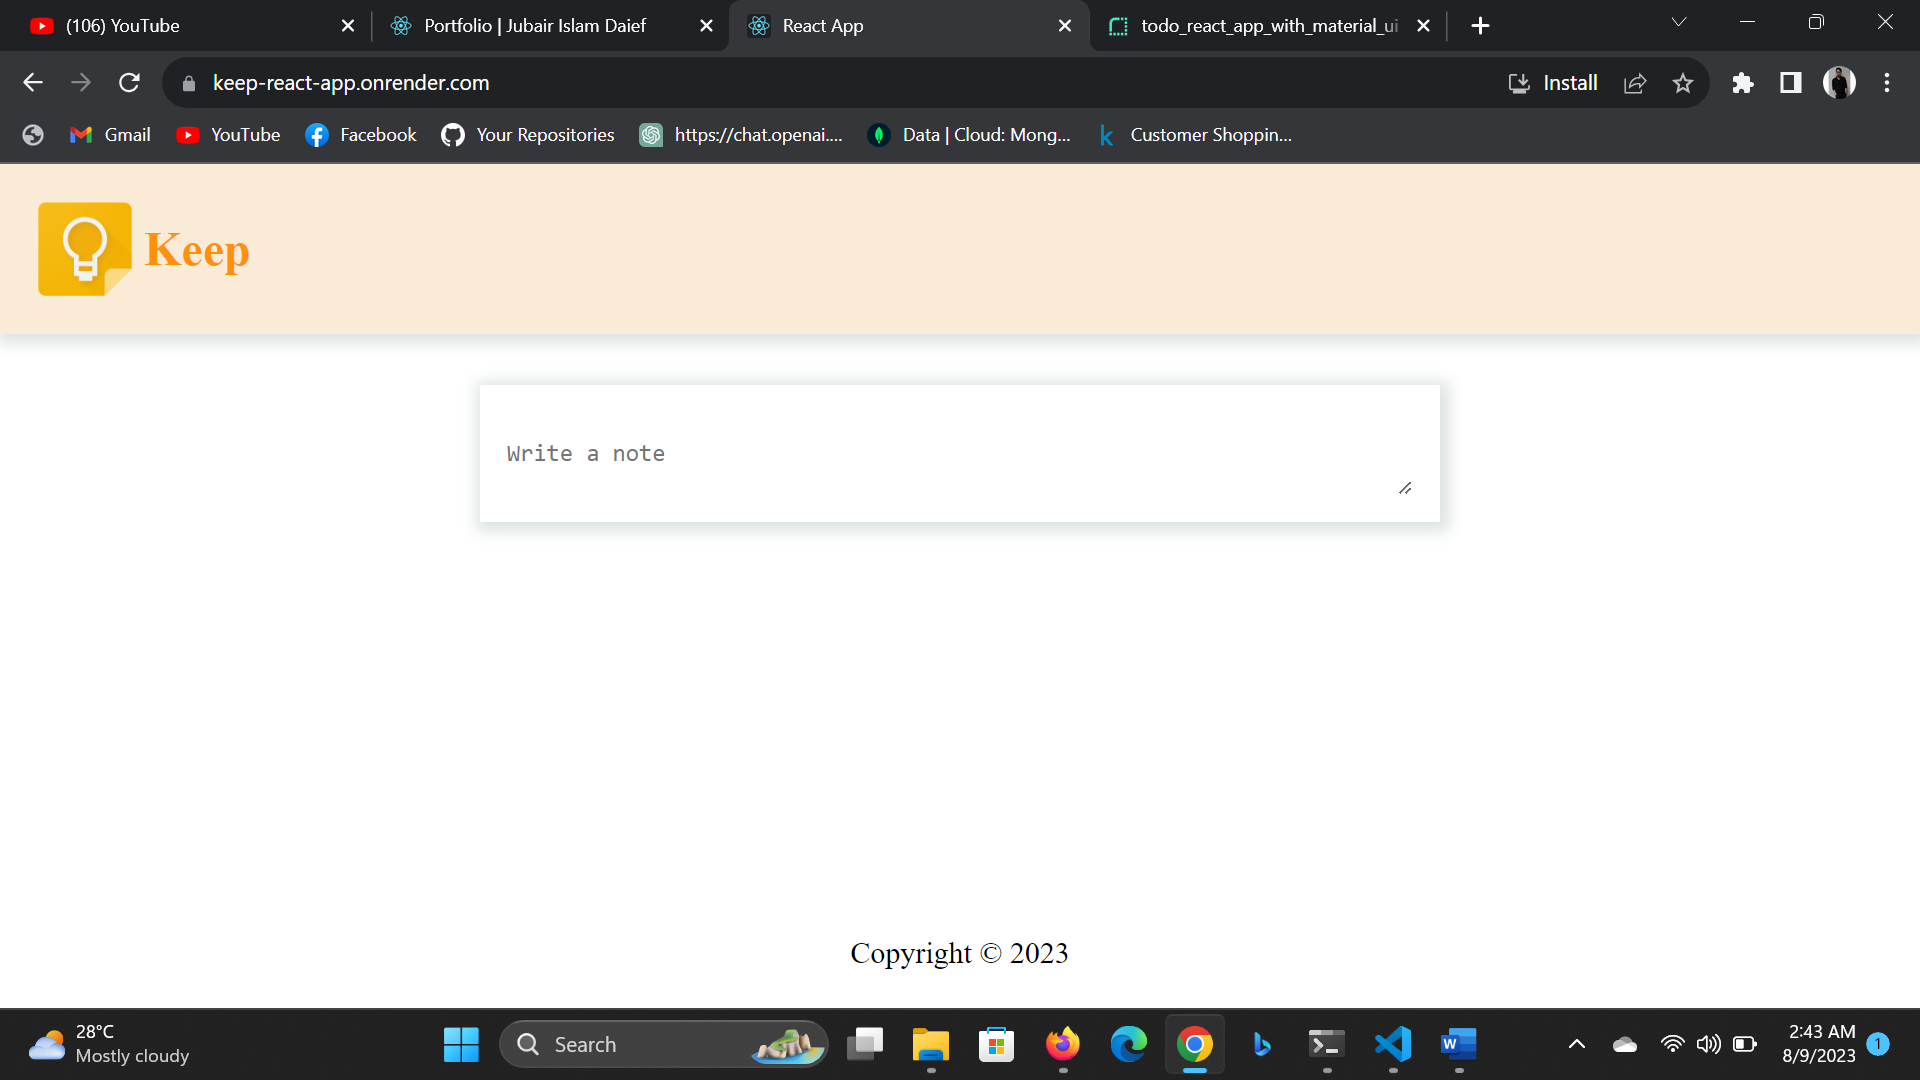 (106) YouTube
Portfolio | Jubair Islam Daief
React App
todo_react_app_with_material_ui
keep-react-app.onrender.com
Install
Gmail
YouTube
Facebook
Your Repositories
https://chat.openai....
Data | Cloud: Mong...
k
Customer Shoppin...
Keep
Write a note
Copyright © 2023
28°C
Mostly cloudy
Search
W
2:43 AM
8/9/2023
1